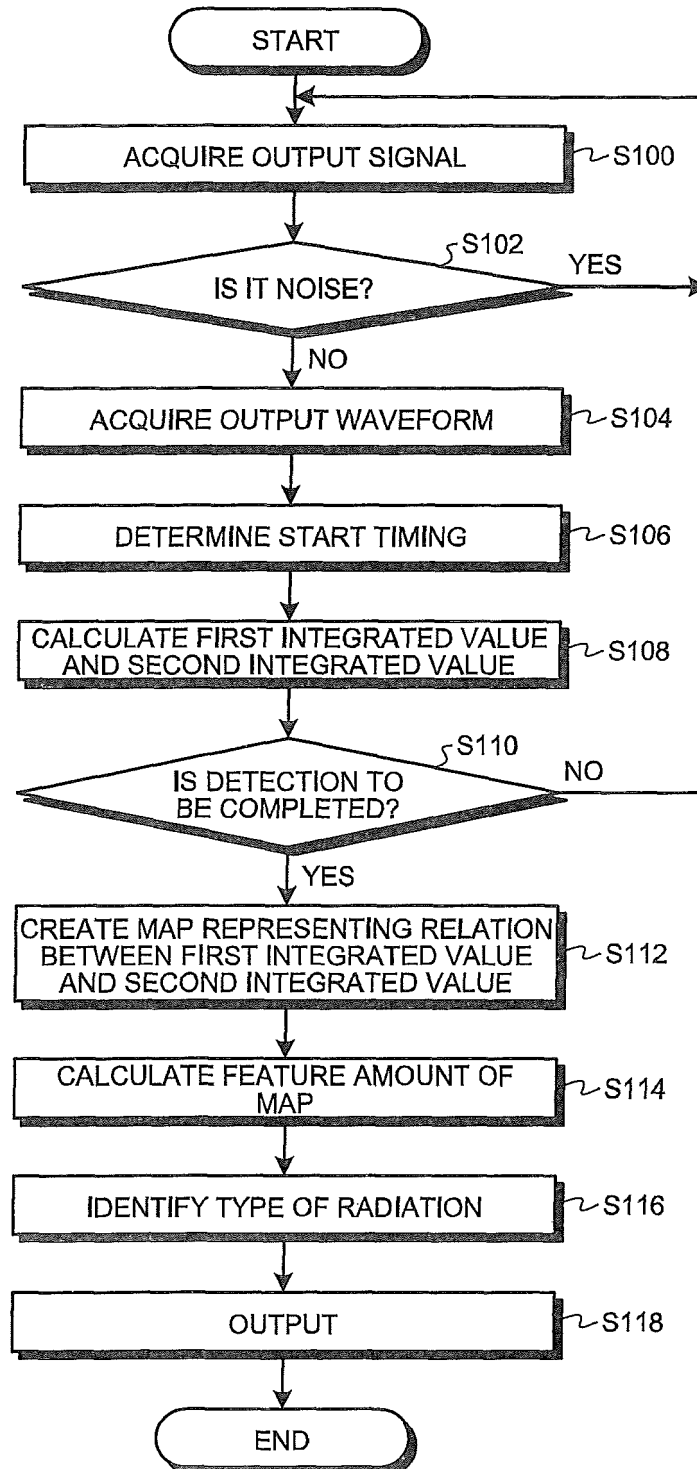 START
ACQUIRE OUTPUT SIGNAL
S100
S102
IS IT NOISE?
YES
NO
ACQUIRE OUTPUT WAVEFORM
S104
DETERMINE START TIMING
S106
CALCULATE FIRST INTEGRATED VALUE
AND SECOND INTEGRATED VALUE
S108
S110
IS DETECTION TO
BE COMPLETED?
NO
YES
CREATE MAP REPRESENTING RELATION
BETWEEN FIRST INTEGRATED VALUE
AND SECOND INTEGRATED VALUE
S112
CALCULATE FEATURE AMOUNT OF
MAP
S114
IDENTIFY TYPE OF RADIATION
S116
OUTPUT
S118
END